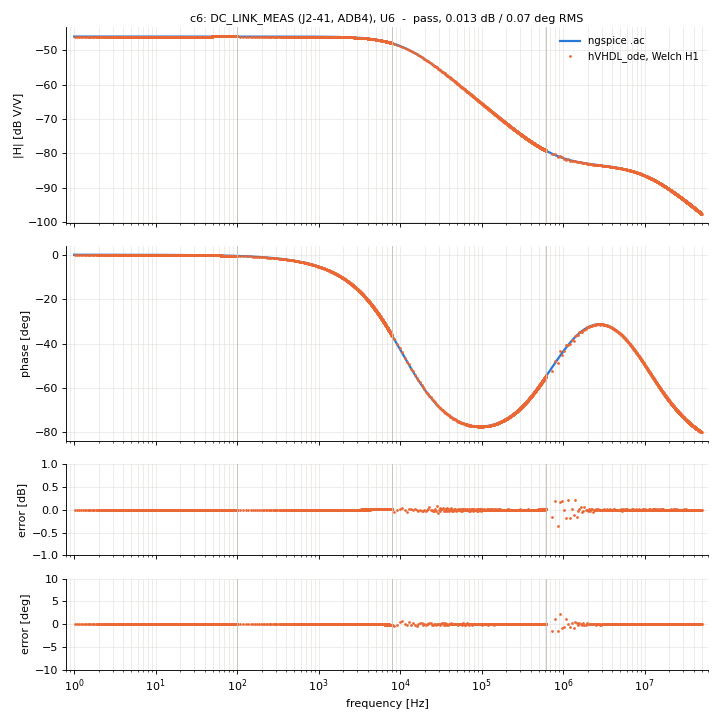 c6: DC_LINK_MEAS (J2-41, ADB4), U6  -  pass, 0.013 dB / 0.07 deg RMS
ngspice .ac
hVHDL_ode, Welch H1
|H| [dB V/V]
−50
−60
−70
−80
−90
−100
phase [deg]
0
−20
−40
−60
−80
error [dB]
1.0
0.5
0.0
−0.5
−1.0
error [deg]
10
5
0
−5
−10
10⁰ 10¹ 10² 10³ 10⁴ 10⁵ 10⁶ 10⁷
frequency [Hz]